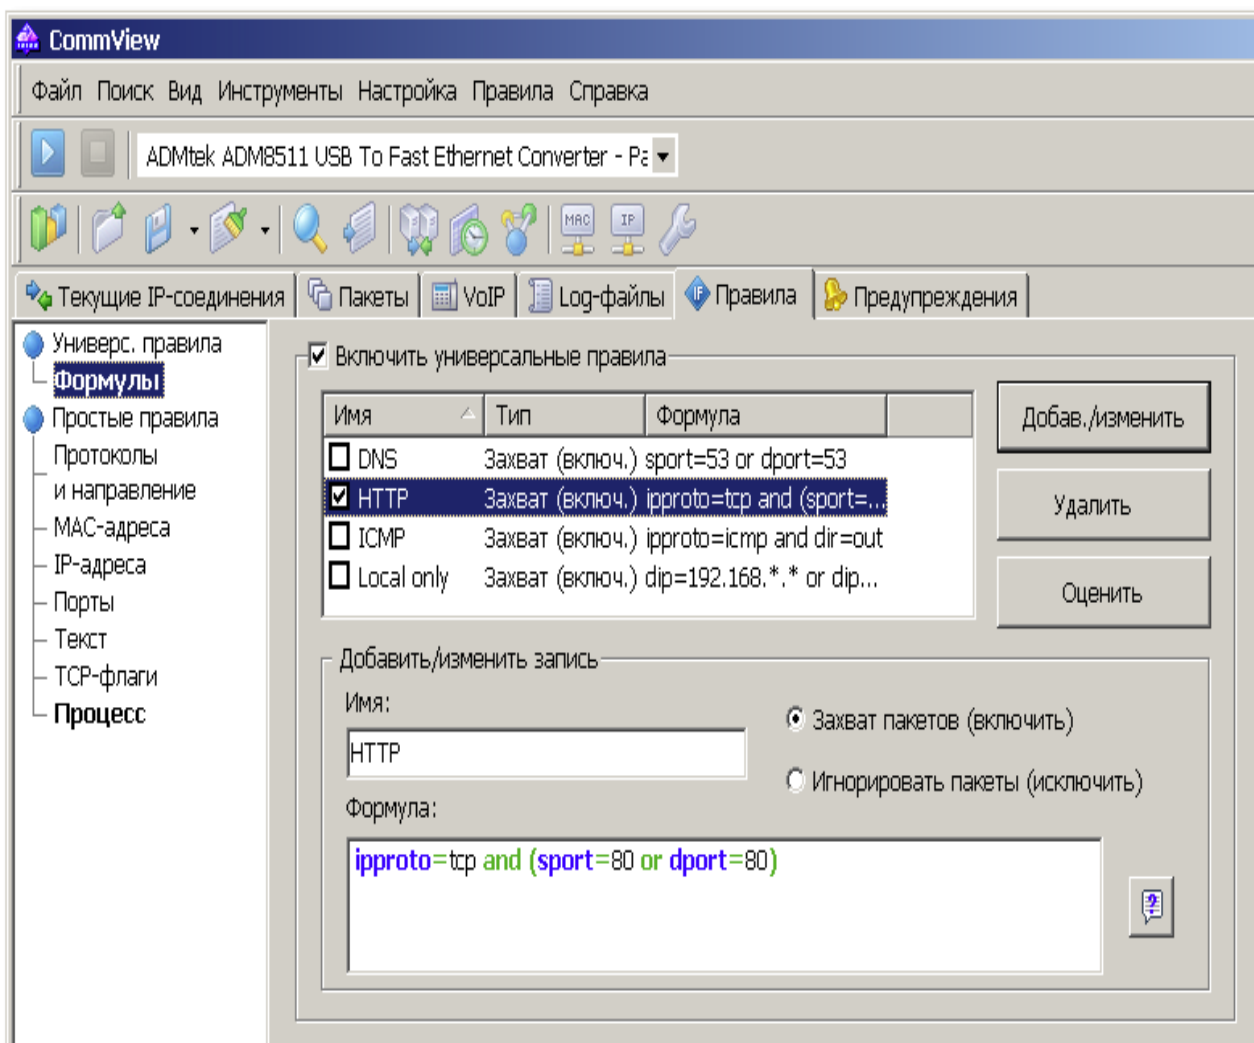 CommView
Файл Поиск Вид Инструменты Настройка Правила Справка
ADMtek ADM8511 USB To Fast Ethernet Converter - Pa
MAC IP
Текущие IP-соединения Пакеты VoIP Log-файлы IF Правила Предупреждения
Универс. правила
Формулы
Простые правила
Протоколы
и направление
MAC-адреса
IP-адреса
Порты
Текст
TCP-флаги
Процесс
Включить универсальные правила
Имя Тип Формула
DNS Захват (включ.) sport=53 or dport=53
HTTP Захват (включ.) ipproto=tcp and (sport=...
ICMP Захват (включ.) ipproto=icmp and dir=out
Local only Захват (включ.) dip=192.168.*.* or dip...
Добав./изменить
Удалить
Оценить
Добавить/изменить запись
Имя:
HTTP
Захват пакетов (включить)
Игнорировать пакеты (исключить)
Формула:
ipproto=tcp and (sport=80 or dport=80)
?